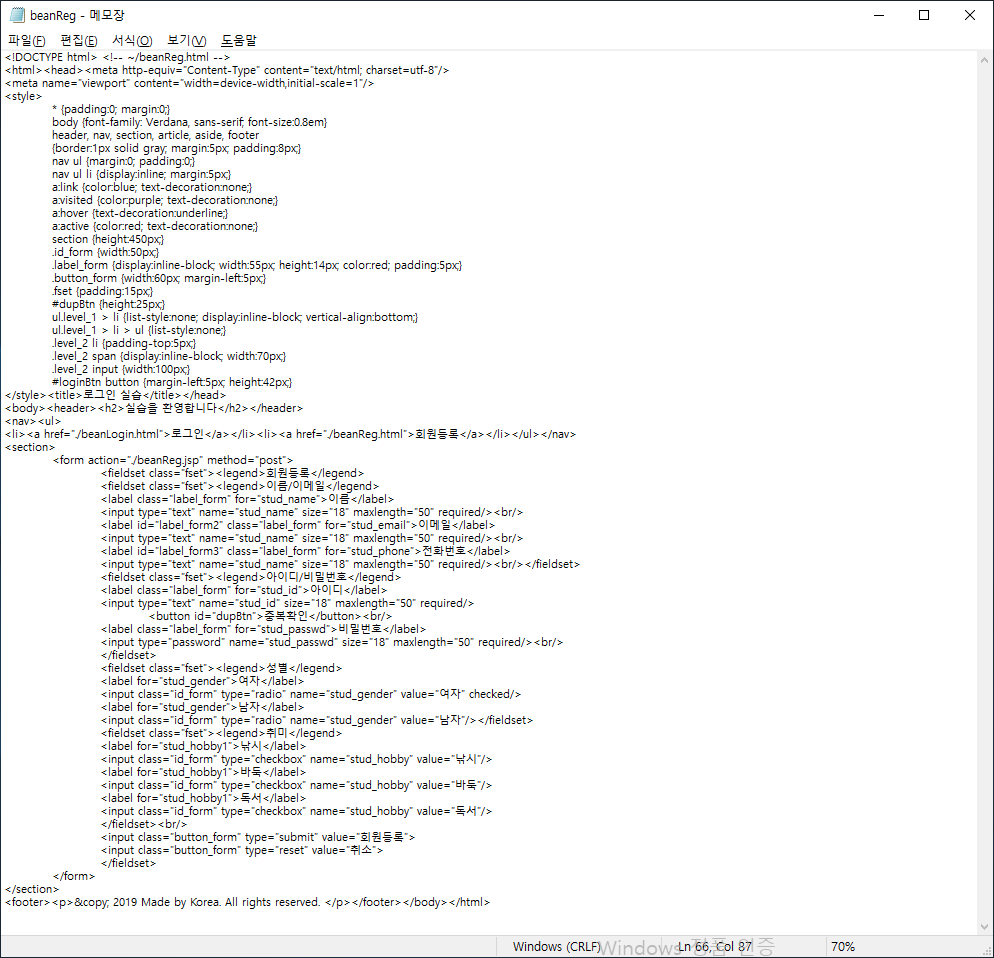 beanReg - 메모장
파일(F) 편집(E) 서식(O) 보기(V) 도움말
<!DOCTYPE html> <!-- ~/beanReg.html -->
<html><head><meta http-equiv="Content-Type" content="text/html; charset=utf-8"/>
<meta name="viewport" content="width=device-width,initial-scale=1"/>
<style>
* {padding:0; margin:0;}
body {font-family: Verdana, sans-serif; font-size:0.8em}
header, nav, section, article, aside, footer
{border:1px solid gray; margin:5px; padding:8px;}
nav ul {margin:0; padding:0;}
nav ul li {display:inline; margin:5px;}
a:link {color:blue; text-decoration:none;}
a:visited {color:purple; text-decoration:none;}
a:hover {text-decoration:underline;}
a:active {color:red; text-decoration:none;}
section {height:450px;}
.id_form {width:50px;}
.label_form {display:inline-block; width:55px; height:14px; color:red; padding:5px;}
.button_form {width:60px; margin-left:5px;}
.fset {padding:15px;}
#dupBtn {height:25px;}
ul.level_1 > li {list-style:none; display:inline-block; vertical-align:bottom;}
ul.level_1 > li > ul {list-style:none;}
.level_2 li {padding-top:5px;}
.level_2 span {display:inline-block; width:70px;}
.level_2 input {width:100px;}
#loginBtn button {margin-left:5px; height:42px;}
</style><title>로그인 실습</title></head>
<body><header><h2>실습을 환영합니다</h2></header>
<nav><ul>
<li><a href="./beanLogin.html">로그인</a></li><li><a href="./beanReg.html">회원등록</a></li></ul></nav>
<section>
<form action="./beanReg.jsp" method="post">
<fieldset class="fset"><legend>회원등록</legend>
<fieldset class="fset"><legend>이름/이메일</legend>
<label class="label_form" for="stud_name">이름</label>
<input type="text" name="stud_name" size="18" maxlength="50" required/><br/>
<label id="label_form2" class="label_form" for="stud_email">이메일</label>
<input type="text" name="stud_name" size="18" maxlength="50" required/><br/>
<label id="label_form3" class="label_form" for="stud_phone">전화번호</label>
<input type="text" name="stud_name" size="18" maxlength="50" required/><br/></fieldset>
<fieldset class="fset"><legend>아이디/비밀번호</legend>
<label class="label_form" for="stud_id">아이디</label>
<input type="text" name="stud_id" size="18" maxlength="50" required/>
<button id="dupBtn">중복확인</button><br/>
<label class="label_form" for="stud_passwd">비밀번호</label>
<input type="password" name="stud_passwd" size="18" maxlength="50" required/><br/>
</fieldset>
<fieldset class="fset"><legend>성별</legend>
<label for="stud_gender">여자</label>
<input class="id_form" type="radio" name="stud_gender" value="여자" checked/>
<label for="stud_gender">남자</label>
<input class="id_form" type="radio" name="stud_gender" value="남자"/></fieldset>
<fieldset class="fset"><legend>취미</legend>
<label for="stud_hobby1">낚시</label>
<input class="id_form" type="checkbox" name="stud_hobby" value="낚시"/>
<label for="stud_hobby1">바둑</label>
<input class="id_form" type="checkbox" name="stud_hobby" value="바둑"/>
<label for="stud_hobby1">독서</label>
<input class="id_form" type="checkbox" name="stud_hobby" value="독서"/>
</fieldset><br/>
<input class="button_form" type="submit" value="회원등록">
<input class="button_form" type="reset" value="취소">
</fieldset>
</form>
</section>
<footer><p>&copy; 2019 Made by Korea. All rights reserved. </p></footer></body></html>
Windows (CRLF) Ln 66, Col 87 70%
Windows 정품 인증